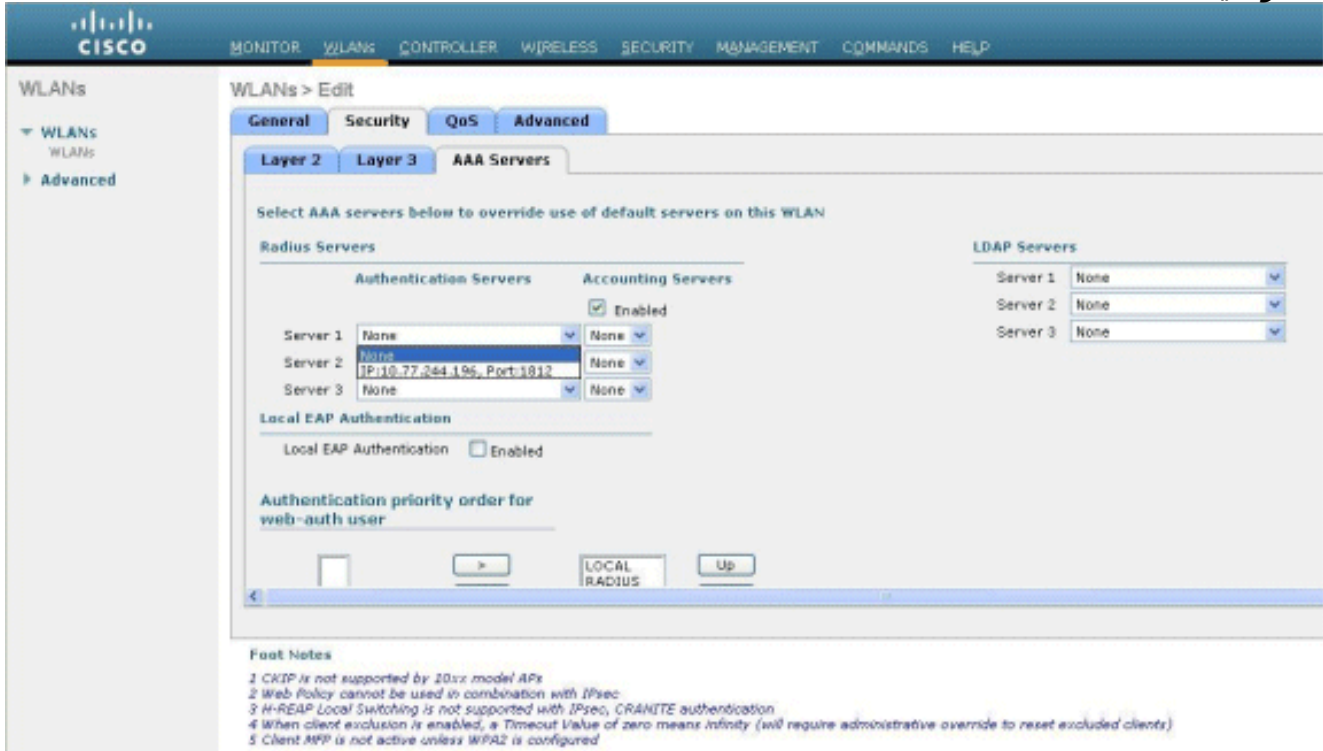 CISCO
MONITOR WLANs CONTROLLER WIRELESS SECURITY MANAGEMENT COMMANDS HELP
WLANs
WLANs
WLANs
Advanced
WLANs > Edit
General Security QoS Advanced
Layer 2 Layer 3 AAA Servers
Select AAA servers below to override use of default servers on this WLAN
Radius Servers
LDAP Servers
Authentication Servers Accounting Servers
Enabled
Server 1 None None
Server 2 None
None
IP:10.77.244.196, Port:1812
Server 3 None None
Server 1 None
Server 2 None
Server 3 None
Local EAP Authentication
Local EAP Authentication Enabled
Authentication priority order for
web-auth user
>
LOCAL
RADIUS
Up
Foot Notes
1 CKIP is not supported by 10xx model APs
2 Web Policy cannot be used in combination with IPsec
3 H-REAP Local Switching is not supported with IPsec, CRANITE authentication
4 When client exclusion is enabled, a Timeout Value of zero means infinity (will require administrative override to reset excluded clients)
5 Client MFP is not active unless WPA2 is configured